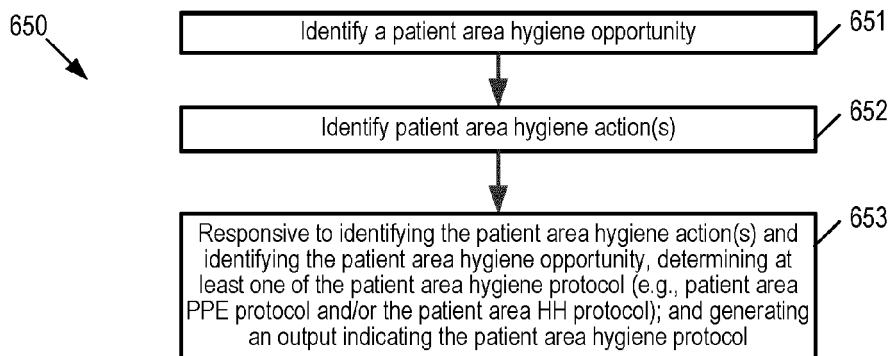 650
Identify a patient area hygiene opportunity
651
Identify patient area hygiene action(s)
652
653
Responsive to identifying the patient area hygiene action(s) and
identifying the patient area hygiene opportunity, determining at
least one of the patient area hygiene protocol (e.g., patient area
PPE protocol and/or the patient area HH protocol); and generating
an output indicating the patient area hygiene protocol